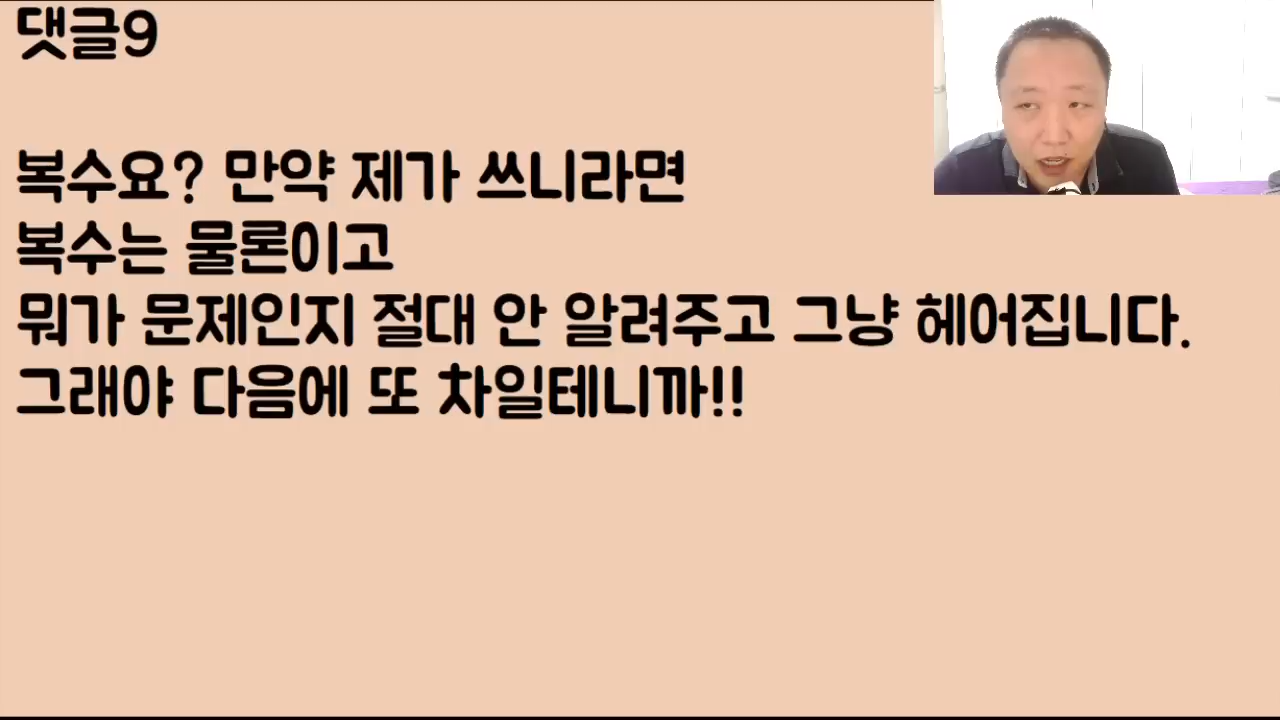 댓글9
복수요? 만약 제가 쓰니라면
복수는 물론이고
뭐가 문제인지 절대 안 알려주고 그냥 헤어집니다.
그래야 다음에 또 차일테니까!!